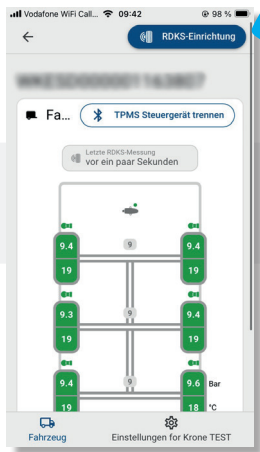 Vodafone WiFi Call... 09:42 98 %
RDKS-Einrichtung
Fa... TPMS Steuergerät trennen
Letzte RDKS-Messung
vor ein paar Sekunden
9.4 9 9.4
19 19
9.3 9 9.4
19 19
9.4 9 9.6 Bar
19 18 °C
Fahrzeug Einstellungen for Krone TEST